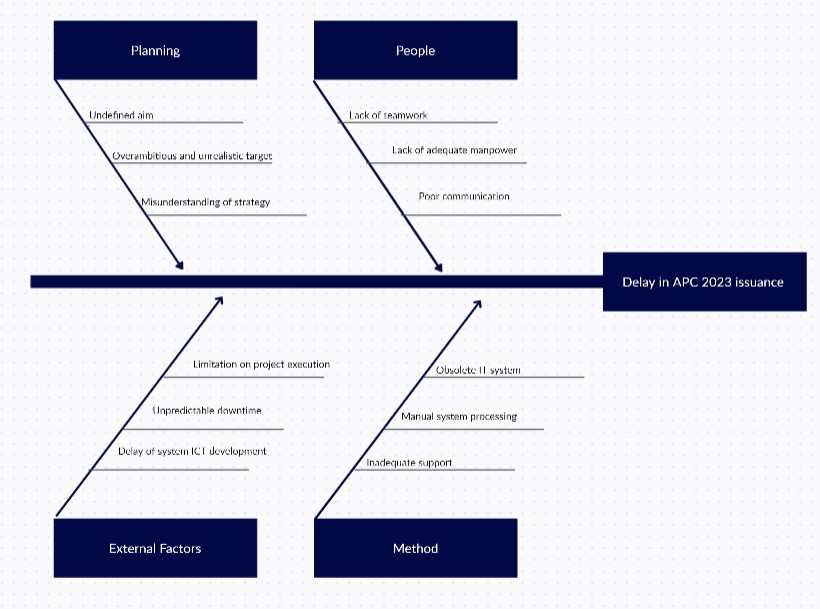 Planning
People
Undefined aim
Overambitious and unrealistic target
Misunderstanding of strategy
Lack of teamwork
Lack of adequate manpower
Poor communication
Delay in APC 2023 issuance
Limitation on project execution
Unpredictable downtime
Delay of system ICT development
Obsolete IT system
Manual system processing
Inadequate support
External Factors
Method